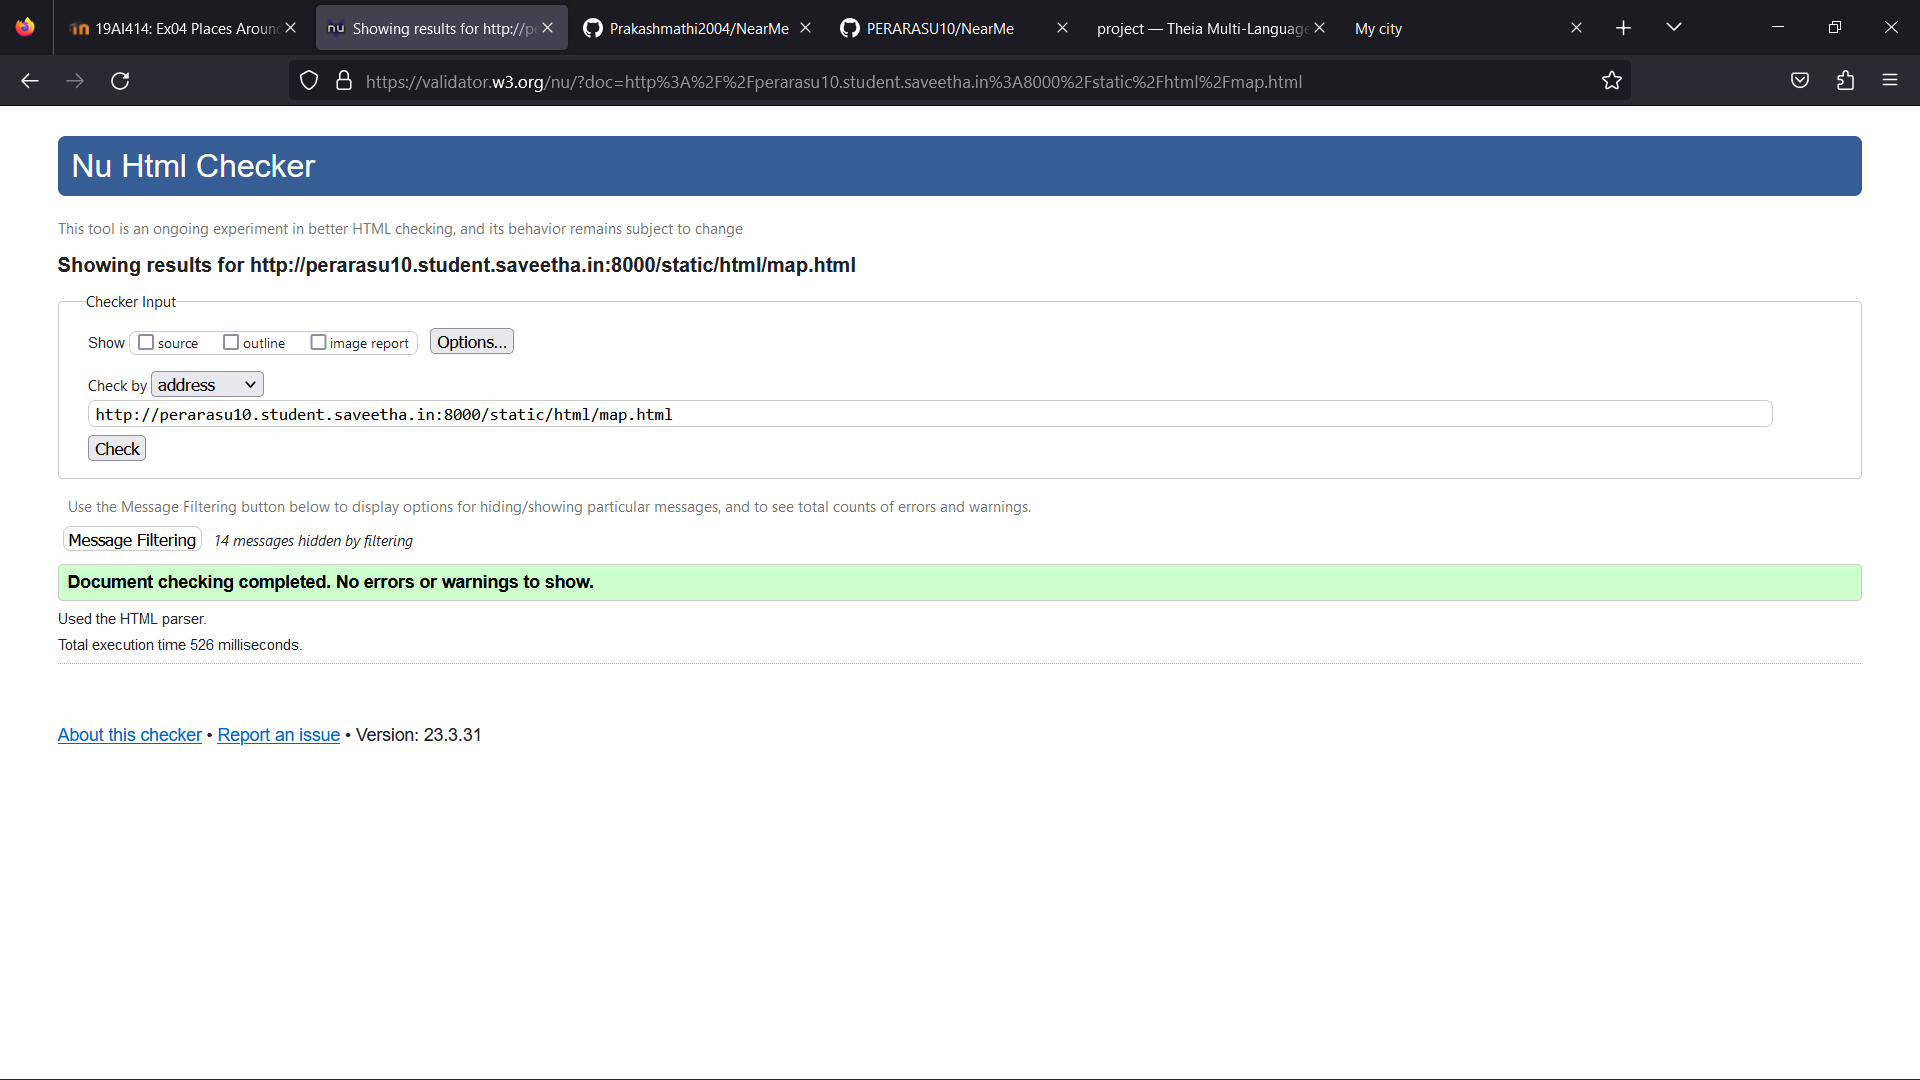 19AI414: Ex04 Places Aroun
Showing results for http://p
Prakashmathi2004/NearMe
PERARASU10/NearMe
project — Theia Multi-Language
My city
https://validator.w3.org/nu/?doc=http%3A%2F%2Fperarasu10.student.saveetha.in%3A8000%2Fstatic%2Fhtml%2Fmap.html
Nu Html Checker
This tool is an ongoing experiment in better HTML checking, and its behavior remains subject to change
Showing results for http://perarasu10.student.saveetha.in:8000/static/html/map.html
Checker Input
Show source outline image report Options...
Check by address
http://perarasu10.student.saveetha.in:8000/static/html/map.html
Check
Use the Message Filtering button below to display options for hiding/showing particular messages, and to see total counts of errors and warnings.
Message Filtering 14 messages hidden by filtering
Document checking completed. No errors or warnings to show.
Used the HTML parser.
Total execution time 526 milliseconds.
About this checker • Report an issue • Version: 23.3.31